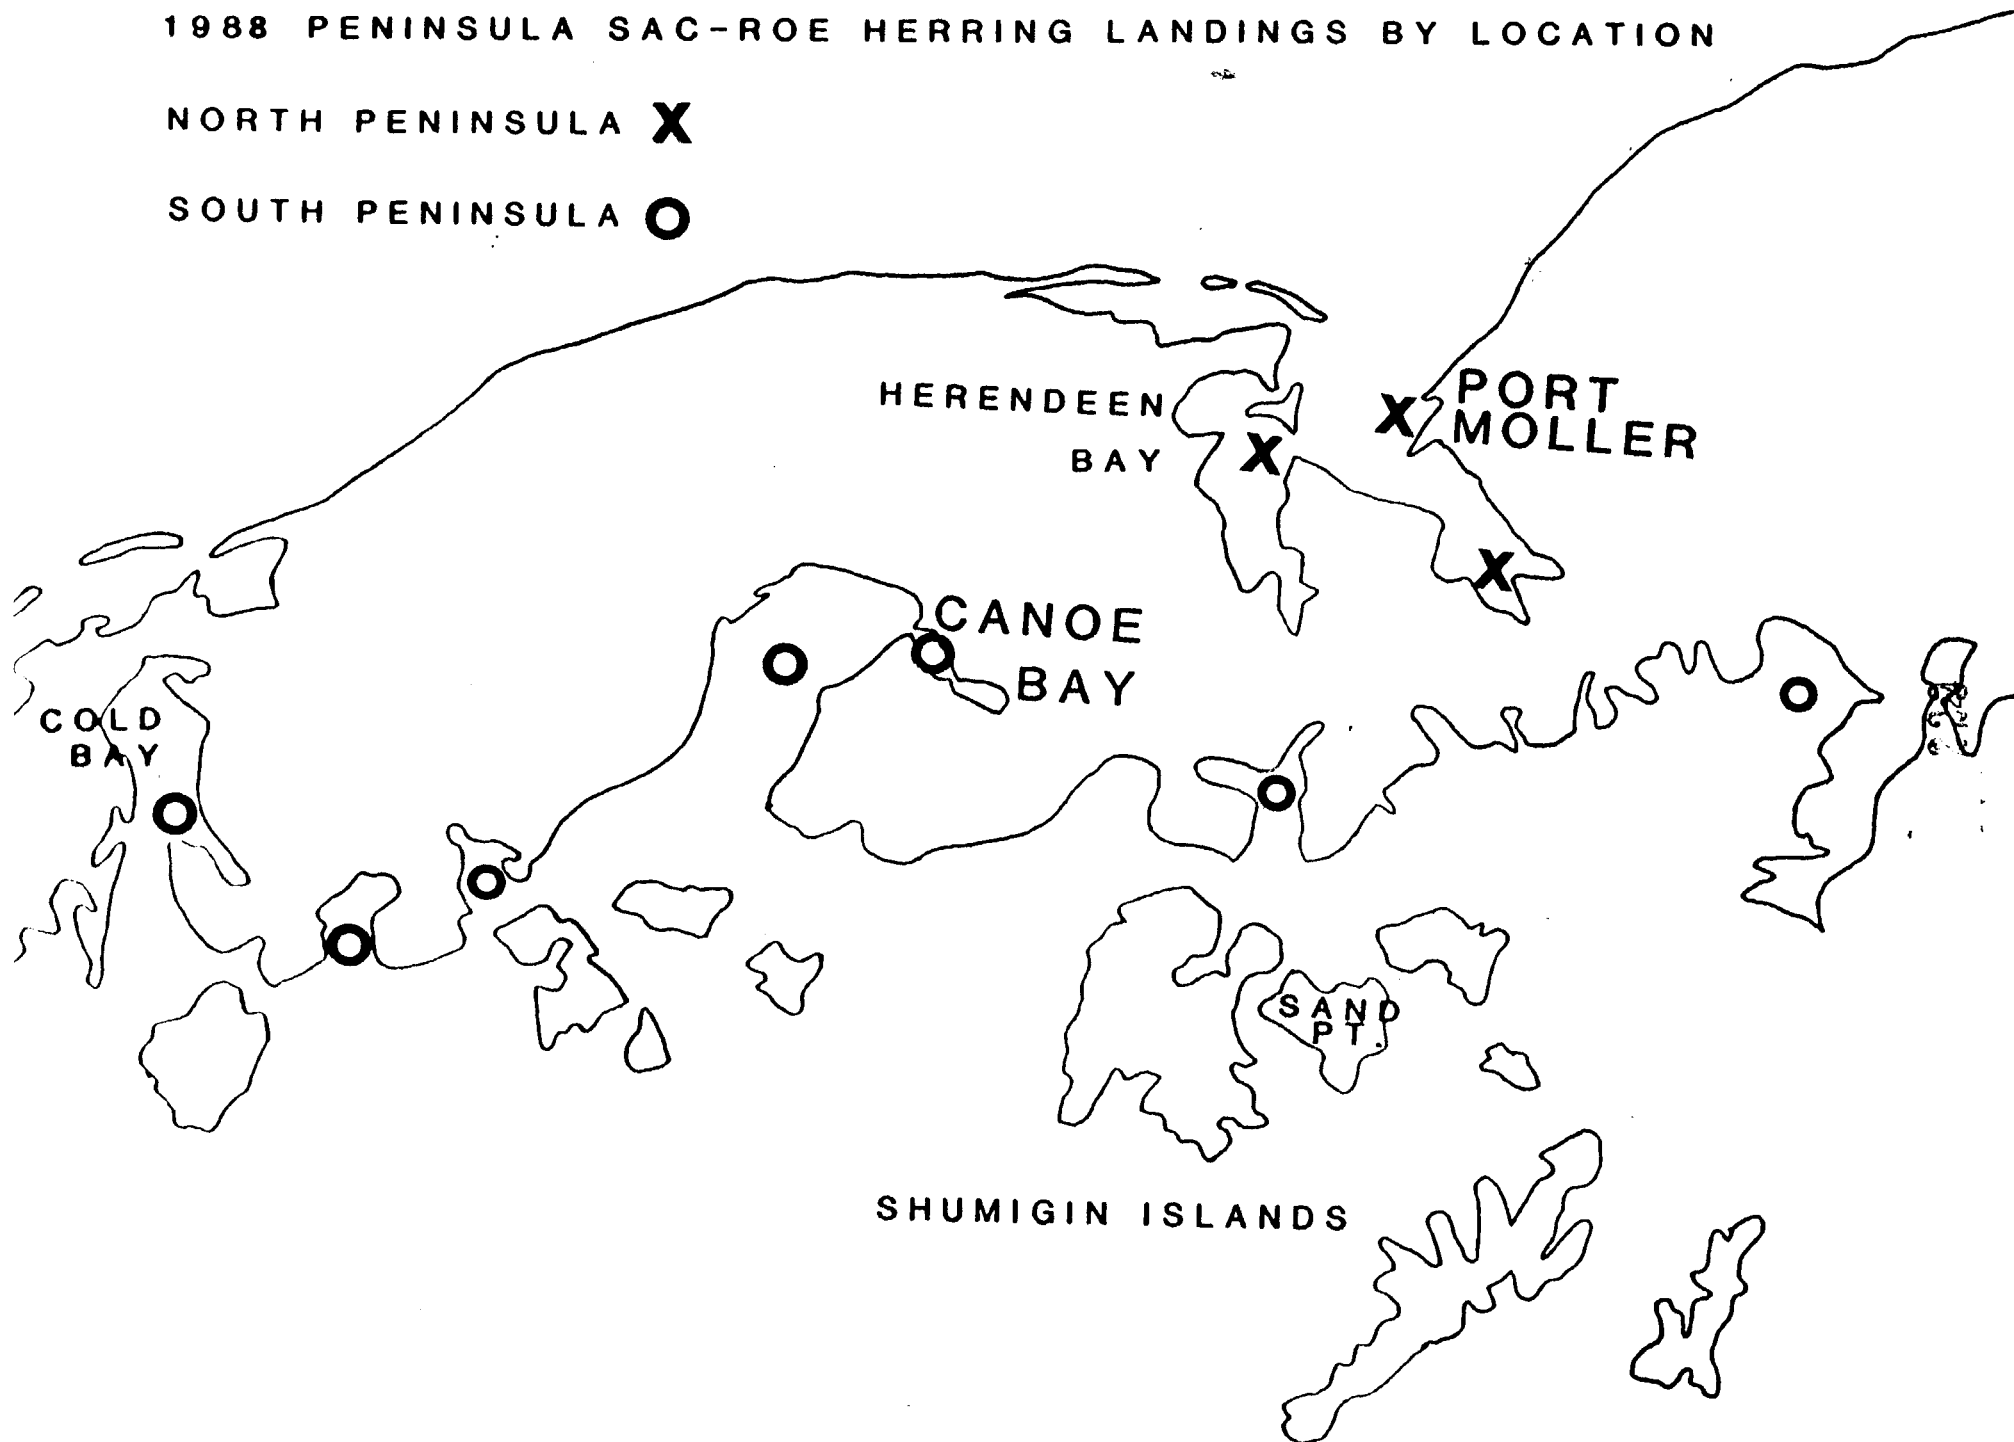 1988 PENINSULA SAC-ROE HERRING LANDINGS BY LOCATION
NORTH PENINSULA X
SOUTH PENINSULA O
HERENDEEN
BAY
PORT
MOLLER
CANOE
BAY
COLD
BAY
SAND
PT.
SHUMIGIN ISLANDS